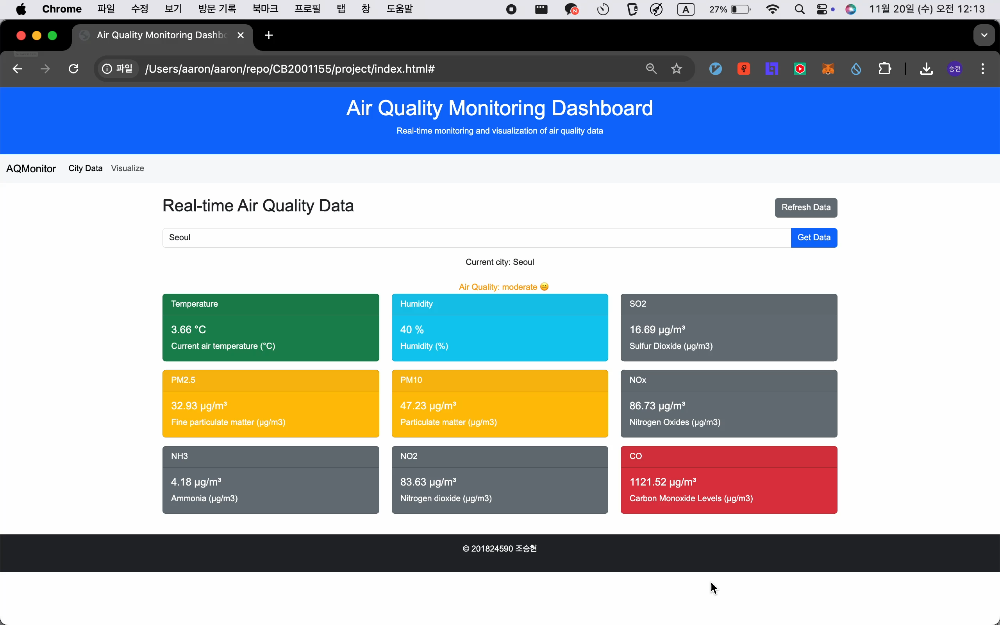 Chrome 파일 수정 보기 방문 기록 북마크 프로필 탭 창 도움말 N A 27% 11월 20일 (수) 오전 12:13
Air Quality Monitoring Dashbo
파일 /Users/aaron/aaron/repo/CB2001155/project/index.html# 승현
Air Quality Monitoring Dashboard
Real-time monitoring and visualization of air quality data
AQMonitor City Data Visualize
Real-time Air Quality Data
Refresh Data
Seoul
Get Data
Current city: Seoul
Air Quality: moderate 😐
Temperature
3.66 °C
Current air temperature (°C)
Humidity
40 %
Humidity (%)
SO2
16.69 μg/m³
Sulfur Dioxide (μg/m3)
PM2.5
32.93 μg/m³
Fine particulate matter (μg/m3)
PM10
47.23 μg/m³
Particulate matter (μg/m3)
NOx
86.73 μg/m³
Nitrogen Oxides (μg/m3)
NH3
4.18 μg/m³
Ammonia (μg/m3)
NO2
83.63 μg/m³
Nitrogen dioxide (μg/m3)
CO
1121.52 μg/m³
Carbon Monoxide Levels (μg/m3)
© 201824590 조승현